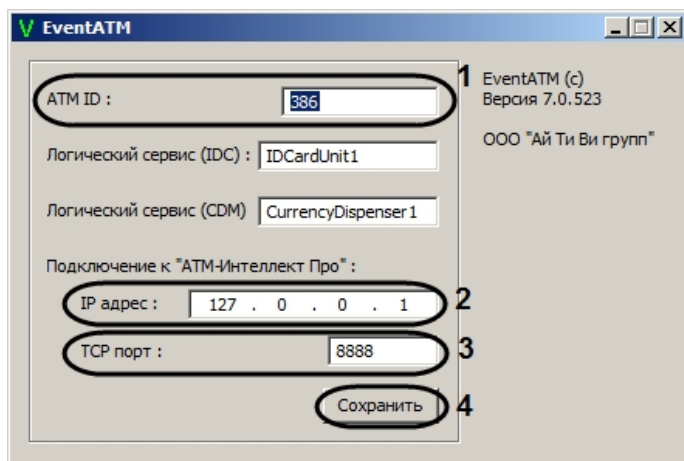 EventATM
ATM ID :
386
1
EventATM (c)
Версия 7.0.523
ООО "Ай Ти Ви групп"
Логический сервис (IDC) :
IDCardUnit1
Логический сервис (CDM)
CurrencyDispenser1
Подключение к "ATM-Интеллект Про" :
IP адрес :
127 . 0 . 0 . 1
2
TCP порт :
8888
3
Сохранить
4